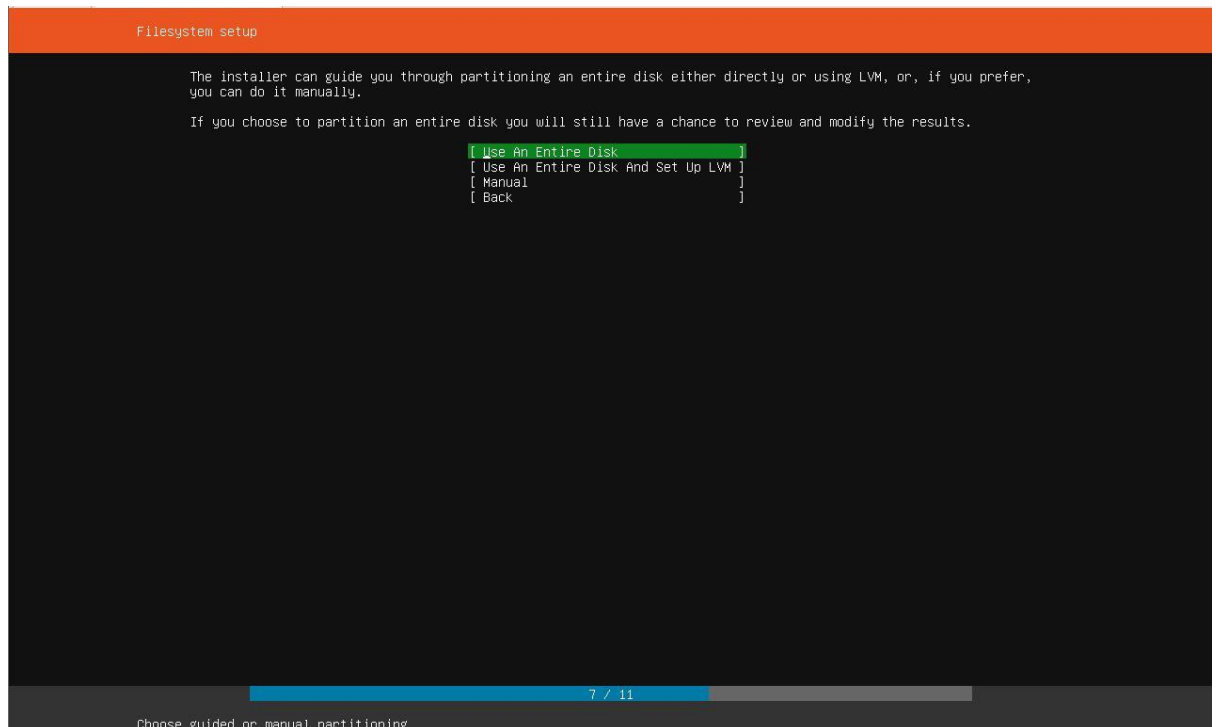 Filesystem setup
The installer can guide you through partitioning an entire disk either directly or using LVM, or, if you prefer,
you can do it manually.
If you choose to partition an entire disk you will still have a chance to review and modify the results.
[ Use An Entire Disk ]
[ Use An Entire Disk And Set Up LVM ]
[ Manual ]
[ Back ]
7 / 11
Choose guided or manual partitioning